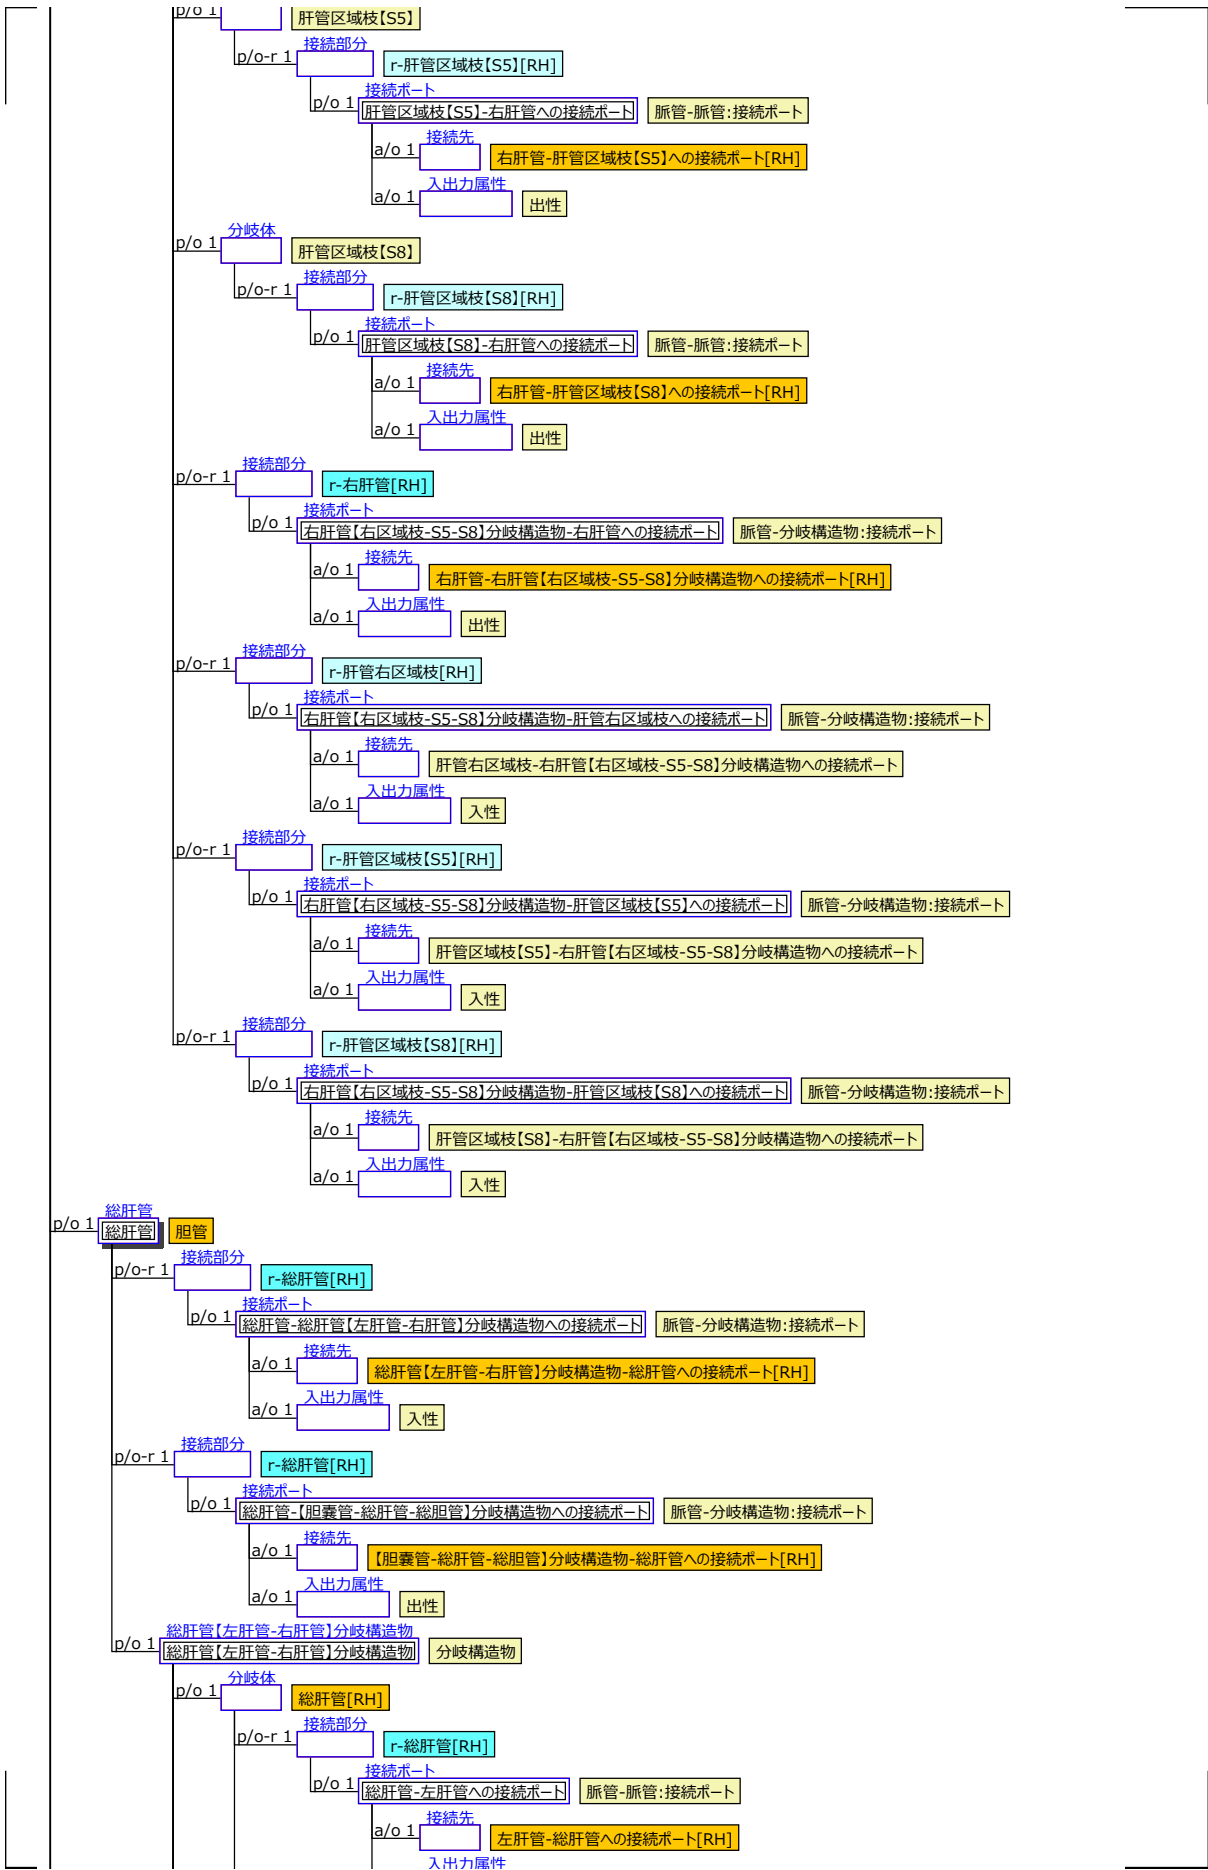 p/o 1 肝管区域枝【S5】
接続部分
p/o-r 1 r-肝管区域枝【S5】[RH]
接続ポート
p/o 1 肝管区域枝【S5】-右肝管への接続ポート 脈管-脈管:接続ポート
接続先
a/o 1 右肝管-肝管区域枝【S5】への接続ポート[RH]
入出力属性
a/o 1 出性
分岐体
p/o 1 肝管区域枝【S8】
接続部分
p/o-r 1 r-肝管区域枝【S8】[RH]
接続ポート
p/o 1 肝管区域枝【S8】-右肝管への接続ポート 脈管-脈管:接続ポート
接続先
a/o 1 右肝管-肝管区域枝【S8】への接続ポート[RH]
入出力属性
a/o 1 出性
接続部分
p/o-r 1 r-右肝管[RH]
接続ポート
p/o 1 右肝管【右区域枝-S5-S8】分岐構造物-右肝管への接続ポート 脈管-分岐構造物:接続ポート
接続先
a/o 1 右肝管-右肝管【右区域枝-S5-S8】分岐構造物への接続ポート[RH]
入出力属性
a/o 1 出性
接続部分
p/o-r 1 r-肝管右区域枝[RH]
接続ポート
p/o 1 右肝管【右区域枝-S5-S8】分岐構造物-肝管右区域枝への接続ポート 脈管-分岐構造物:接続ポート
接続先
a/o 1 肝管右区域枝-右肝管【右区域枝-S5-S8】分岐構造物への接続ポート
入出力属性
a/o 1 入性
接続部分
p/o-r 1 r-肝管区域枝【S5】[RH]
接続ポート
p/o 1 右肝管【右区域枝-S5-S8】分岐構造物-肝管区域枝【S5】への接続ポート 脈管-分岐構造物:接続ポート
接続先
a/o 1 肝管区域枝【S5】-右肝管【右区域枝-S5-S8】分岐構造物への接続ポート
入出力属性
a/o 1 入性
接続部分
p/o-r 1 r-肝管区域枝【S8】[RH]
接続ポート
p/o 1 右肝管【右区域枝-S5-S8】分岐構造物-肝管区域枝【S8】への接続ポート 脈管-分岐構造物:接続ポート
接続先
a/o 1 肝管区域枝【S8】-右肝管【右区域枝-S5-S8】分岐構造物への接続ポート
入出力属性
a/o 1 入性
総肝管
p/o 1 総肝管 胆管
接続部分
p/o-r 1 r-総肝管[RH]
接続ポート
p/o 1 総肝管-総肝管【左肝管-右肝管】分岐構造物への接続ポート 脈管-分岐構造物:接続ポート
接続先
a/o 1 総肝管【左肝管-右肝管】分岐構造物-総肝管への接続ポート[RH]
入出力属性
a/o 1 入性
接続部分
p/o-r 1 r-総肝管[RH]
接続ポート
p/o 1 総肝管-【胆嚢管-総肝管-総胆管】分岐構造物への接続ポート 脈管-分岐構造物:接続ポート
接続先
a/o 1 【胆嚢管-総肝管-総胆管】分岐構造物-総肝管への接続ポート[RH]
入出力属性
a/o 1 出性
総肝管【左肝管-右肝管】分岐構造物
p/o 1 総肝管【左肝管-右肝管】分岐構造物 分岐構造物
分岐体
p/o 1 総肝管[RH]
接続部分
p/o-r 1 r-総肝管[RH]
接続ポート
p/o 1 総肝管-左肝管への接続ポート 脈管-脈管:接続ポート
接続先
a/o 1 左肝管-総肝管への接続ポート[RH]
入出力属性